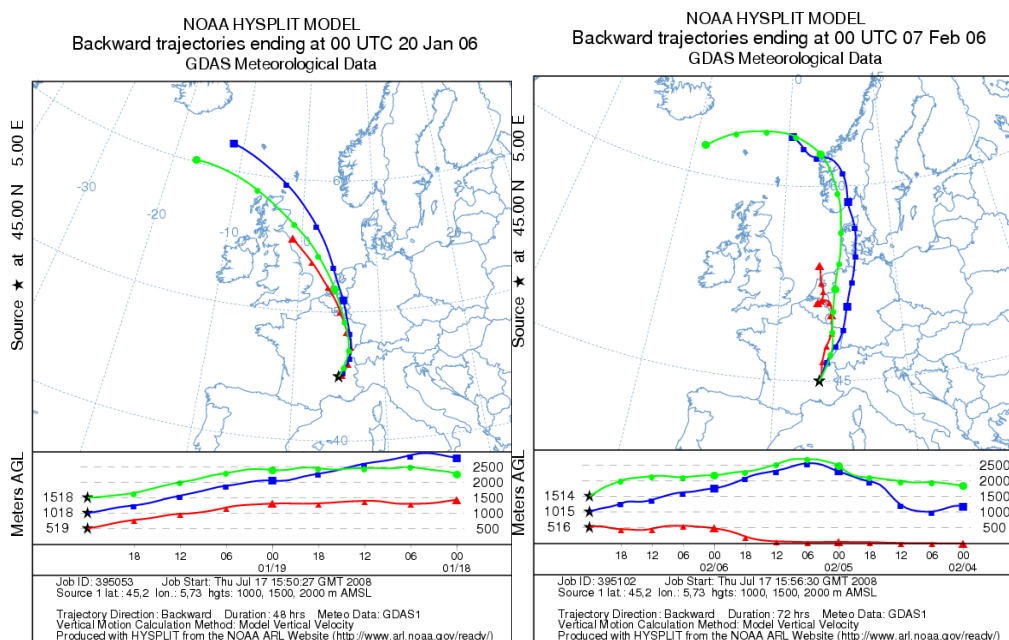 NOAA HYSPLIT MODEL
Backward trajectories ending at 00 UTC 20 Jan 06
GDAS Meteorological Data
Source ★ at 45.00 N 5.00 E
-30
-20
-10
-40
Meters AGL
2500
2000
1500
1000
500
1518
1018
519
18 12 06 00 18 12 06 00
01/19 01/18
Job ID: 395053 Job Start: Thu Jul 17 15:50:27 GMT 2008
Source 1 lat.: 45,2 lon.: 5,73 hgts: 1000, 1500, 2000 m AMSL
Trajectory Direction: Backward Duration: 48 hrs Meteo Data: GDAS1
Vertical Motion Calculation Method: Model Vertical Velocity
Produced with HYSPLIT from the NOAA ARL Website (http://www.arl.noaa.gov/ready/)
NOAA HYSPLIT MODEL
Backward trajectories ending at 00 UTC 07 Feb 06
GDAS Meteorological Data
Source ★ at 45.00 N 5.00 E
45
Meters AGL
2500
2000
1500
1000
500
1514
1015
516
18 12 06 00 18 12 06 00 18 12 06 00
02/06 02/05 02/04
Job ID: 395102 Job Start: Thu Jul 17 15:56:30 GMT 2008
Source 1 lat.: 45,2 lon.: 5,73 hgts: 1000, 1500, 2000 m AMSL
Trajectory Direction: Backward Duration: 72 hrs Meteo Data: GDAS1
Vertical Motion Calculation Method: Model Vertical Velocity
Produced with HYSPLIT from the NOAA ARL Website (http://www.arl.noaa.gov/ready/)